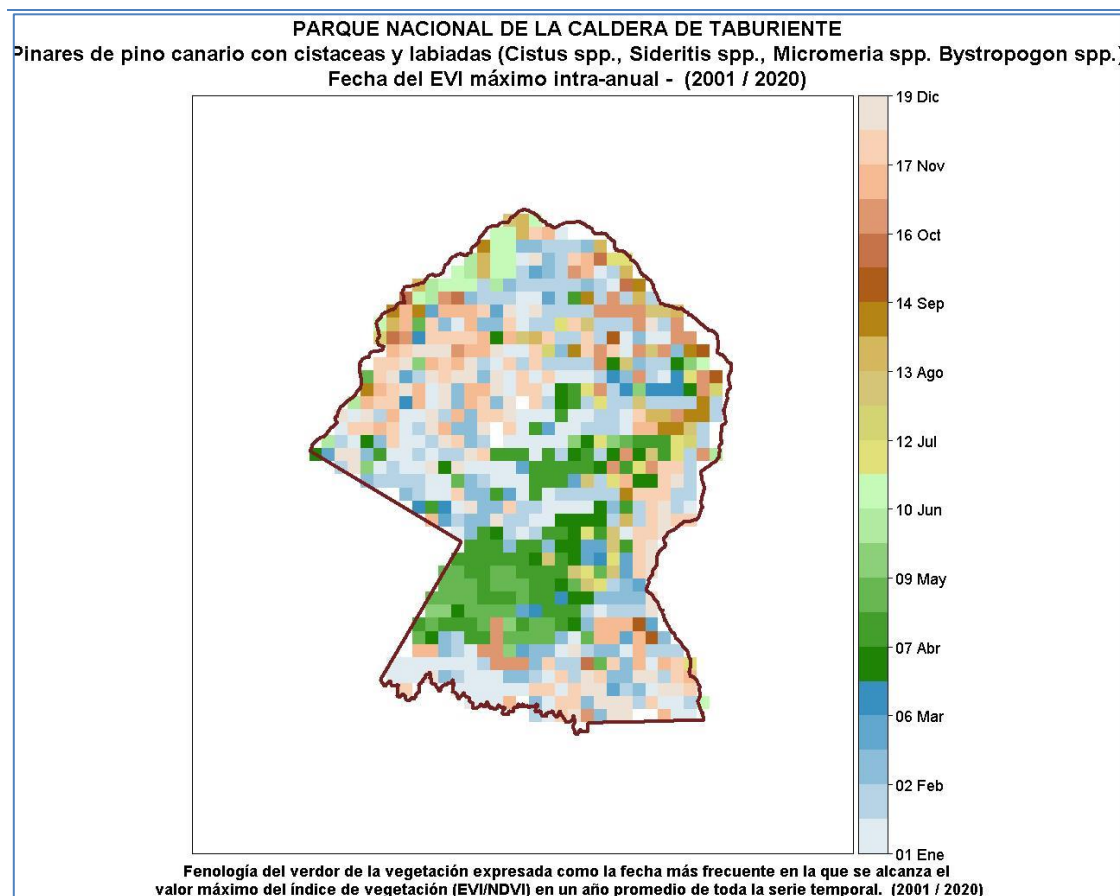 PARQUE NACIONAL DE LA CALDERA DE TABURIENTE
Pinares de pino canario con cistaceas y labiadas (Cistus spp., Sideritis spp., Micromeria spp. Bystropogon spp.)
Fecha del EVI máximo intra-anual - (2001 / 2020)
19 Dic
17 Nov
16 Oct
14 Sep
13 Ago
12 Jul
10 Jun
09 May
07 Abr
06 Mar
02 Feb
01 Ene
Fenología del verdor de la vegetación expresada como la fecha más frecuente en la que se alcanza el
valor máximo del índice de vegetación (EVI/NDVI) en un año promedio de toda la serie temporal. (2001 / 2020)